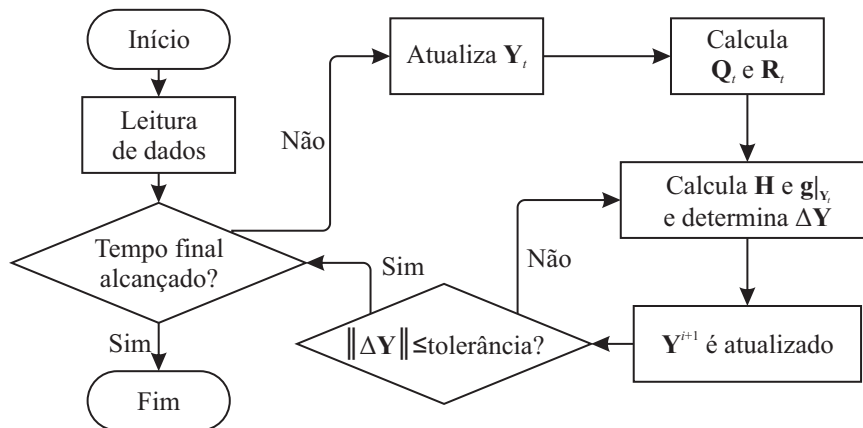 Início
Leitura
de dados
Tempo final
alcançado?
Sim
Fim
Não
Atualiza Y_t
Calcula
Q_t e R_t
Calcula H e g|_{Y_t}
e determina ΔY
Y^{i+1} é atualizado
‖ΔY‖≤tolerância?
Não
Sim